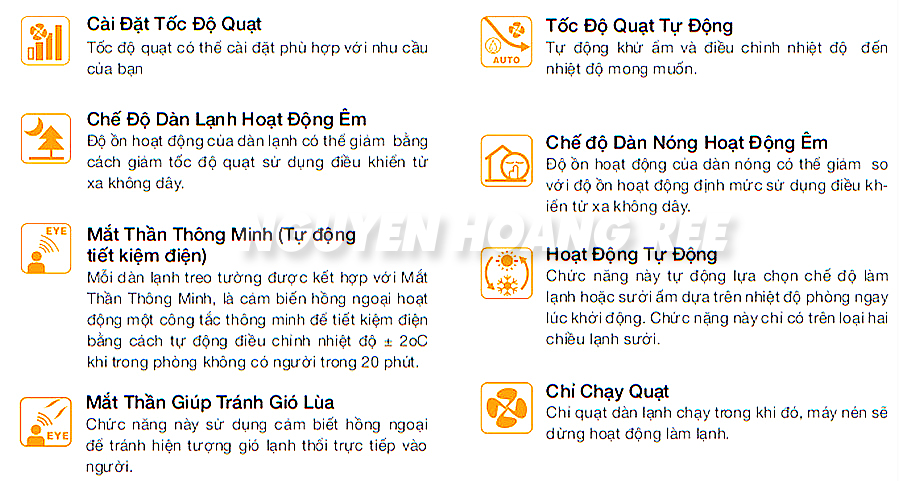 Cài Đặt Tốc Độ Quạt
Tốc độ quạt có thể cài đặt phù hợp với nhu cầu
của bạn
Chế Độ Dàn Lạnh Hoạt Động Êm
Độ ồn hoạt động của dàn lạnh có thể giảm bằng
cách giảm tốc độ quạt sử dụng điều khiển từ
xa không dây.
EYE
Mắt Thần Thông Minh (Tự động
tiết kiệm điện)
Mỗi dàn lạnh treo tường được kết hợp với Mắt
Thần Thông Minh, là cảm biến hồng ngoại hoạt
động một công tắc thông minh để tiết kiệm điện
bằng cách tự động điều chỉnh nhiệt độ ± 2oC
khi trong phòng không có người trong 20 phút.
EYE
Mắt Thần Giúp Tránh Gió Lùa
Chức năng này sử dụng cảm biết hồng ngoại
để tránh hiện tượng gió lạnh thổi trực tiếp vào
người.
AUTO
Tốc Độ Quạt Tự Động
Tự động khử ẩm và điều chỉnh nhiệt độ đến
nhiệt độ mong muốn.
Chế độ Dàn Nóng Hoạt Động Êm
Độ ồn hoạt động của dàn nóng có thể giảm so
với độ ồn hoạt động định mức sử dụng điều kh-
iển từ xa không dây.
Hoạt Động Tự Động
Chức năng này tự động lựa chọn chế độ làm
lạnh hoặc sưởi ấm dựa trên nhiệt độ phòng ngay
lúc khởi động. Chức nặng này chỉ có trên loại hai
chiều lạnh sưởi.
Chỉ Chạy Quạt
Chỉ quạt dàn lạnh chạy trong khi đó, máy nén sẽ
dừng hoạt động làm lạnh.
NGUYEN HOANG REE